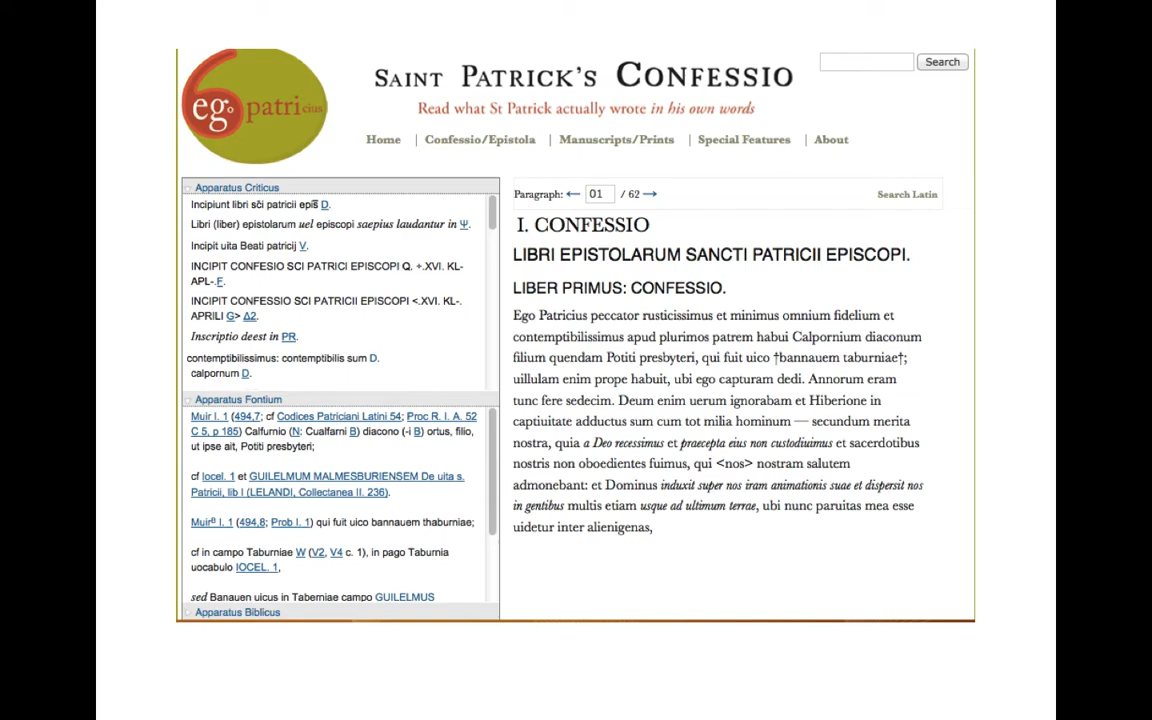 SAINT PATRICK'S CONFESSIO
Search
Read what St Patrick actually wrote in his own words
ego patricius
Home | Confessio/Epistola | Manuscripts/Prints | Special Features | About
Apparatus Criticus
Incipiunt libri sc̄i patricii epis̄ D.
Libri (liber) epistolarum uel episcopi saepius laudantur in Ψ.
Incipit uita Beati patricij V.
INCIPIT CONFESIO SCI PATRICI EPISCOPI Q. ÷.XVI. KL-
APL-.F.
INCIPIT CONFESSIO SCI PATRICII EPISCOPI <.XVI. KL-.
APRILI G> Δ2.
Inscriptio deest in PR.
contemptibilissimus: contemptibilis sum D.
calpornum D.
Apparatus Fontium
Muir I. 1 (494,7; cf Codices Patriciani Latini 54; Proc R. I. A. 52
C 5, p 185) Calfurnio (N: Cualfarni B) diacono (-i B) ortus, filio,
ut ipse ait, Potiti presbyteri;
cf Iocel. 1 et GUILELMUM MALMESBURIENSEM De uita s.
Patricii, lib I (LELANDI, Collectanea II. 236).
Muirᴮ I. 1 (494,8; Prob I. 1) qui fuit uico bannauem thaburniae;
cf in campo Taburniae W (V2, V4 c. 1), in pago Taburnia
uocabulo IOCEL. 1,
sed Banauen uicus in Taberniae campo GUILELMUS
Apparatus Biblicus
Paragraph: ← 01 / 62 → Search Latin
I. CONFESSIO
LIBRI EPISTOLARUM SANCTI PATRICII EPISCOPI.
LIBER PRIMUS: CONFESSIO.
Ego Patricius peccator rusticissimus et minimus omnium fidelium et
contemptibilissimus apud plurimos patrem habui Calpornium diaconum
filium quendam Potiti presbyteri, qui fuit uico †bannauem taburniae†;
uillulam enim prope habuit, ubi ego capturam dedi. Annorum eram
tunc fere sedecim. Deum enim uerum ignorabam et Hiberione in
captiuitate adductus sum cum tot milia hominum — secundum merita
nostra, quia a Deo recessimus et praecepta eius non custodiuimus et sacerdotibus
nostris non oboedientes fuimus, qui <nos> nostram salutem
admonebant: et Dominus induxit super nos iram animationis suae et dispersit nos
in gentibus multis etiam usque ad ultimum terrae, ubi nunc paruitas mea esse
uidetur inter alienigenas,